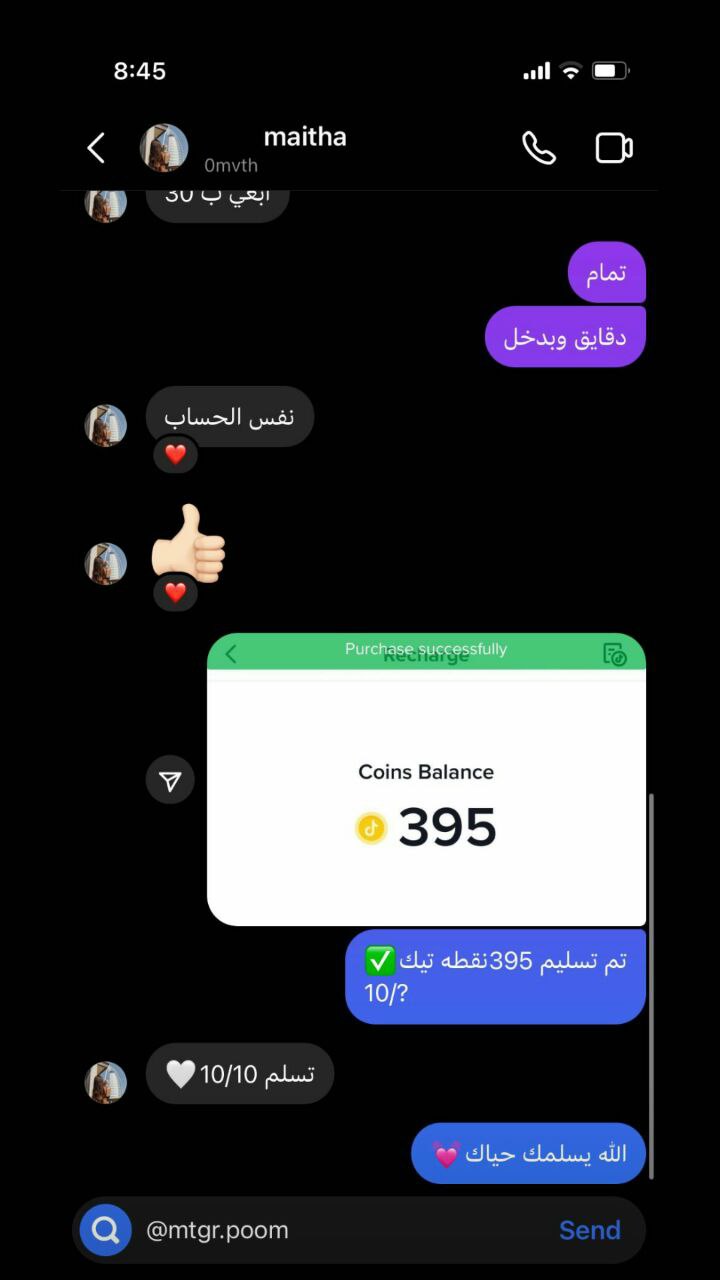 8:45
maitha
0mvth
ابغي ب 30
تمام
دقايق وبدخل
نفس الحساب
Purchase successfully
Recharge
Coins Balance
395
تم تسليم 395نقطه تيك✅
10/?
تسلم 10/10🤍
الله يسلمك حياك💓
@mtgr.poom
Send